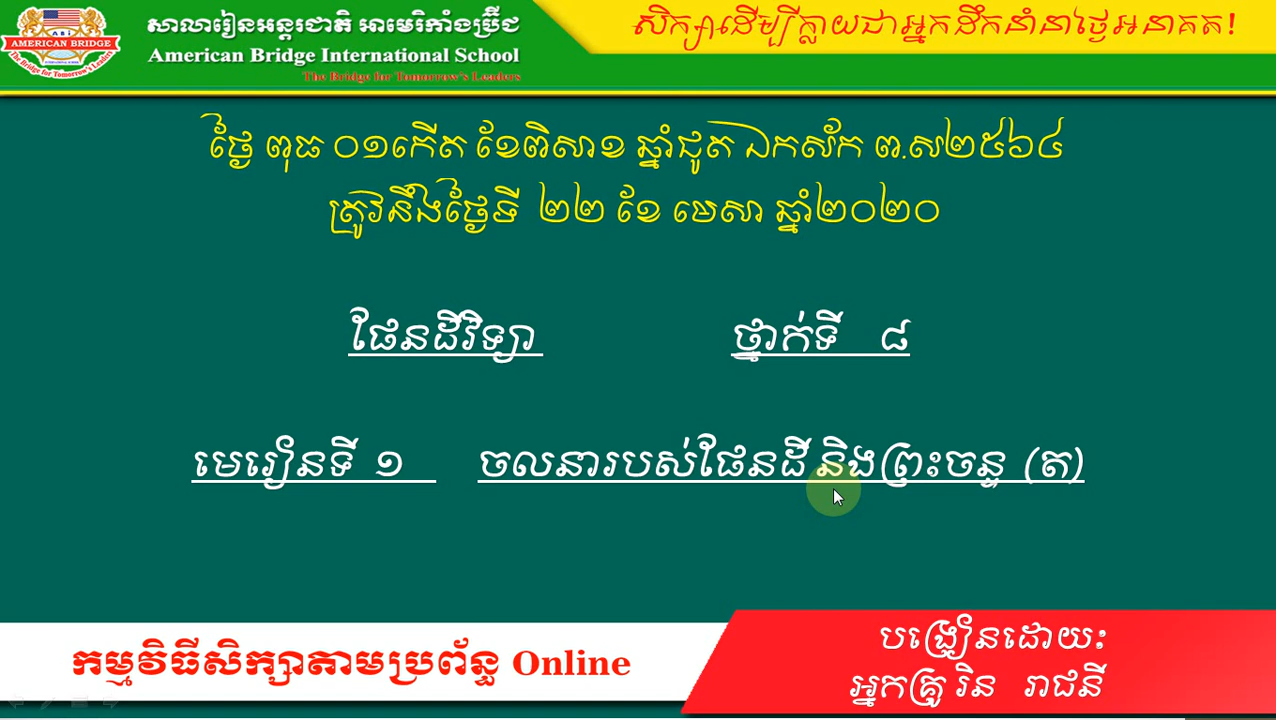 សាលារៀនអន្តរជាតិ អាមេរិកាំងប្រ៊ីជ
American Bridge International School
The Bridge for Tomorrow's Leaders
AMERICAN BRIDGE
The Bridge for Tomorrow's Leaders
សិក្សាដើម្បីក្លាយជាអ្នកដឹកនាំនាថ្ងៃអនាគត!
ថ្ងៃ ពុធ ០១កើត ខែពិសាខ ឆ្នាំជូត ឯកស័ក ព.ស២៥៦៤
ត្រូវនឹងថ្ងៃទី ២២ ខែ មេសា ឆ្នាំ២០២០
ផែនដីវិទ្យា ថ្នាក់ទី ៨
មេរៀនទី ១ ចលនារបស់ផែនដី និងព្រះចន្ទ (ត)
កម្មវិធីសិក្សាតាមប្រព័ន្ធ Online
បង្រៀនដោយ៖
អ្នកគ្រូ រិន រាជនី